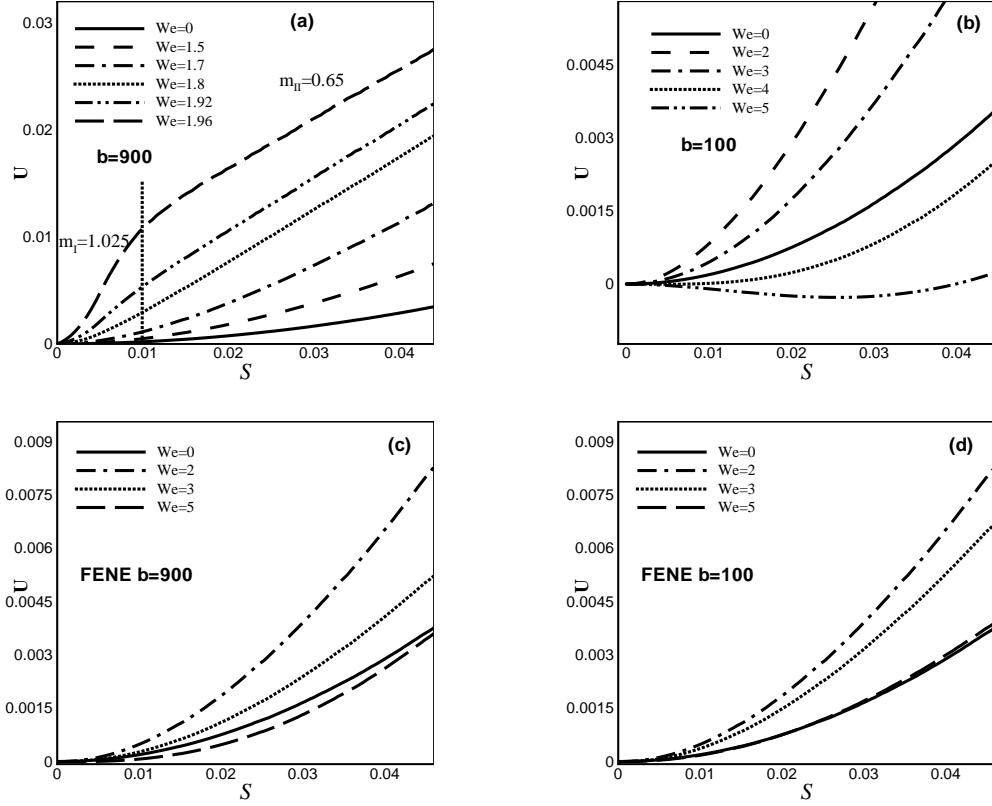 (a)
0.03
0.02
0.01
0
U
We=0
We=1.5
We=1.7
We=1.8
We=1.92
We=1.96
b=900
m_II=0.65
m_I=1.025
0 0.01 0.02 0.03 0.04
S
(b)
0.0045
0.003
0.0015
0
U
We=0
We=2
We=3
We=4
We=5
b=100
0 0.01 0.02 0.03 0.04
S
(c)
0.009
0.0075
0.006
0.0045
0.003
0.0015
0
U
We=0
We=2
We=3
We=5
FENE b=900
0 0.01 0.02 0.03 0.04
S
(d)
0.009
0.0075
0.006
0.0045
0.003
0.0015
0
U
We=0
We=2
We=3
We=5
FENE b=100
0 0.01 0.02 0.03 0.04
S